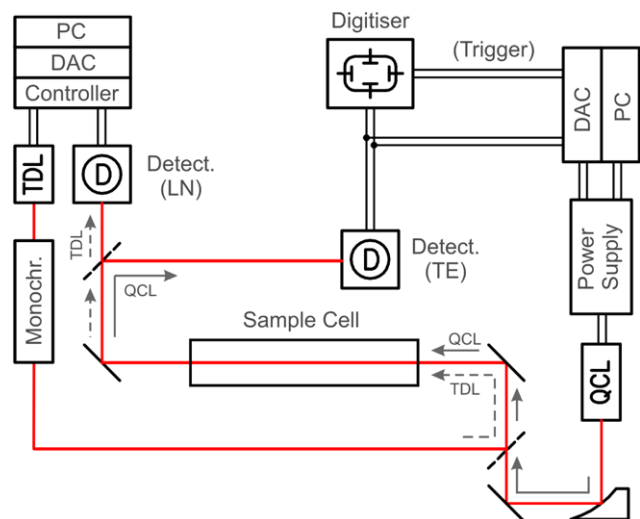 PC
DAC
Controller
Digitiser
(Trigger)
DAC
PC
TDL
D
Detect.
(LN)
TDL
QCL
D
Detect.
(TE)
Power
Supply
Monochr.
Sample Cell
QCL
TDL
QCL